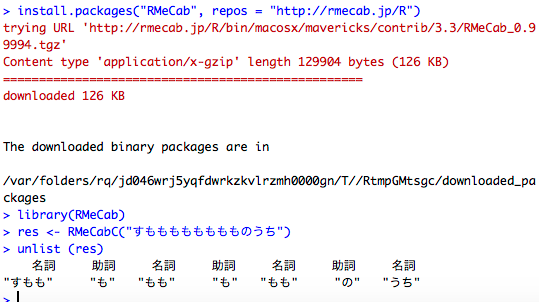 > install.packages("RMeCab", repos = "http://rmecab.jp/R")
trying URL 'http://rmecab.jp/R/bin/macosx/mavericks/contrib/3.3/RMeCab_0.9
9994.tgz'
Content type 'application/x-gzip' length 129904 bytes (126 KB)
==================================================
downloaded 126 KB
The downloaded binary packages are in
/var/folders/rq/jd046wrj5yqfdwrkzkvlrzmh0000gn/T//RtmpGMtsgc/downloaded_pa
ckages
> library(RMeCab)
> res <- RMeCabC("すもももももももものうち")
> unlist (res)
名詞 助詞 名詞 助詞 名詞 助詞 名詞
"すもも" "も" "もも" "も" "もも" "の" "うち"
>